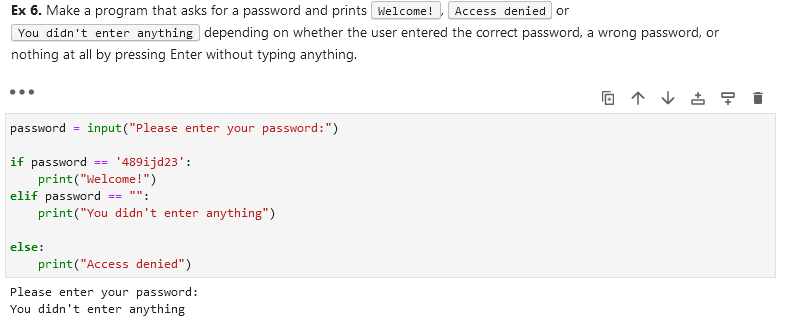 Ex 6. Make a program that asks for a password and prints Welcome!, Access denied or
You didn't enter anything depending on whether the user entered the correct password, a wrong password, or
nothing at all by pressing Enter without typing anything.
password = input("Please enter your password:")
if password == '489ijd23':
    print("Welcome!")
elif password == "":
    print("You didn't enter anything")
else:
    print("Access denied")
Please enter your password:
You didn't enter anything